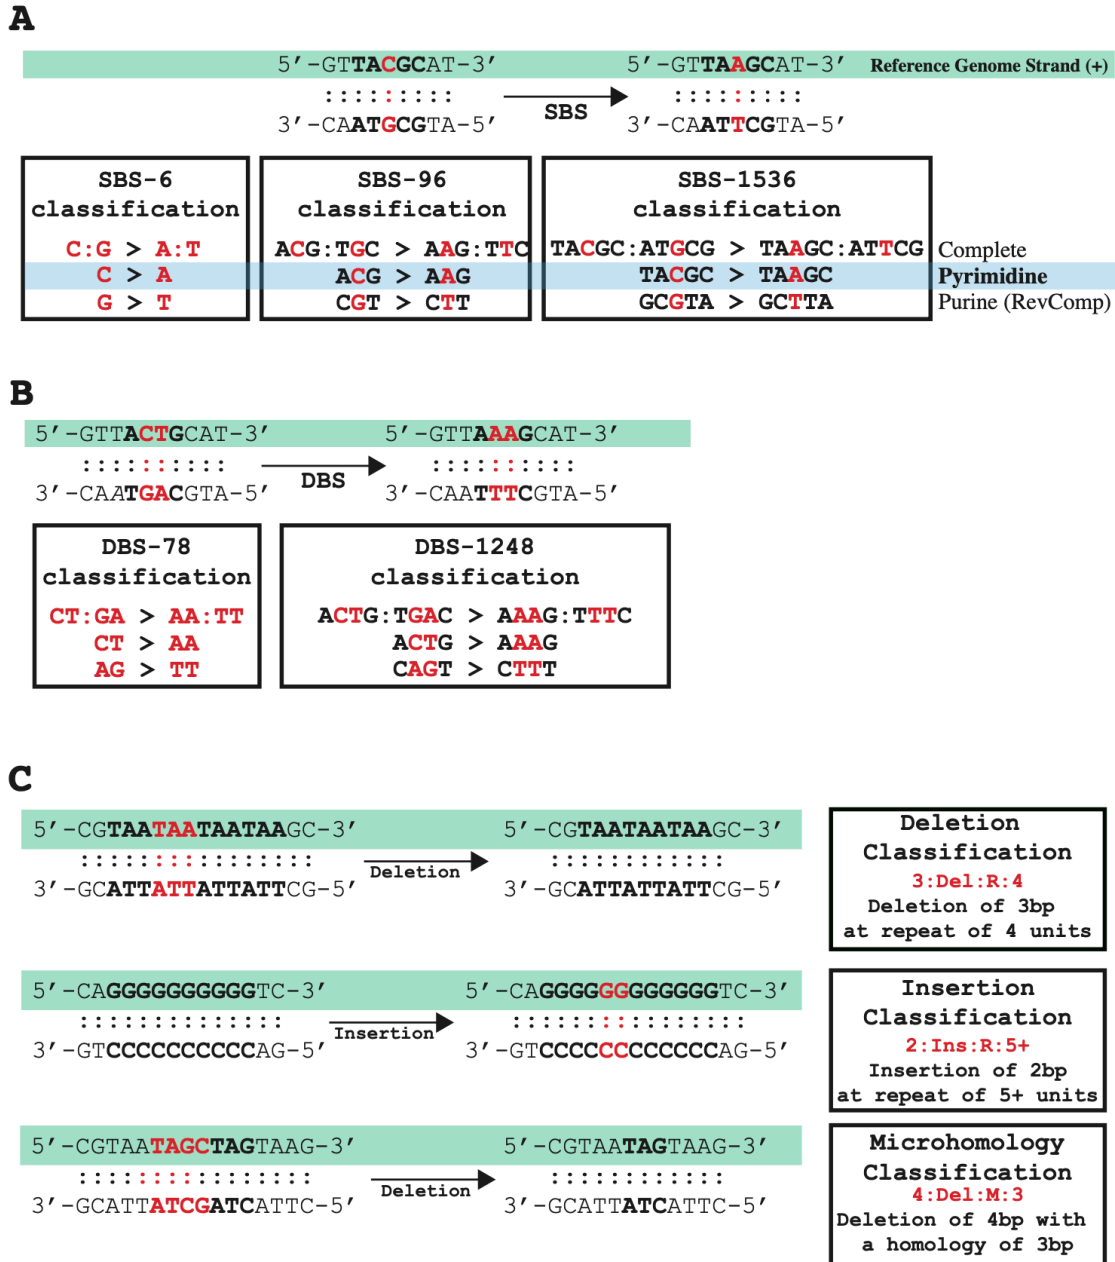 A
5′-GTTACGCAT-3′ 5′-GTTAAGCAT-3′ Reference Genome Strand (+)
::::::::: SBS :::::::::
3′-CAATGCGTA-5′ 3′-CAATTCGTA-5′
SBS-6
classification
C:G > A:T
C > A
G > T
SBS-96
classification
ACG:TGC > AAG:TTC
ACG > AAG
CGT > CTT
SBS-1536
classification
TACGC:ATGCG > TAAGC:ATTCG
TACGC > TAAGC
GCGTA > GCTTA
Complete
Pyrimidine
Purine (RevComp)
B
5′-GTTACTGCAT-3′ 5′-GTTAAAGCAT-3′
:::::::::: DBS ::::::::::
3′-CAATGACGTA-5′ 3′-CAATTTCGTA-5′
DBS-78
classification
CT:GA > AA:TT
CT > AA
AG > TT
DBS-1248
classification
ACTG:TGAC > AAAG:TTTC
ACTG > AAAG
CAGT > CTTT
C
5′-CGTAATAATAATAAGC-3′ 5′-CGTAATAATAAGC-3′
:::::::::::::::: Deletion ::::::::::::
3′-GCATTATTATTATTCG-5′ 3′-GCATTATTATTCG-5′
Deletion
Classification
3:Del:R:4
Deletion of 3bp
at repeat of 4 units
5′-CAGGGGGGGGGGTC-3′ 5′-CAGGGGGGGGGGGGTC-3′
:::::::::::::: Insertion ::::::::::::::::
3′-GTCCCCCCCCCCAG-5′ 3′-GTCCCCCCCCCCCCAG-5′
Insertion
Classification
2:Ins:R:5+
Insertion of 2bp
at repeat of 5+ units
5′-CGTAATAGCTAGTAAG-3′ 5′-CGTAATAGTAAG-3′
:::::::::::::::: Deletion ::::::::::::
3′-GCATTATCGATCATTC-5′ 3′-GCATTATCATTC-5′
Microhomology
Classification
4:Del:M:3
Deletion of 4bp with
a homology of 3bp